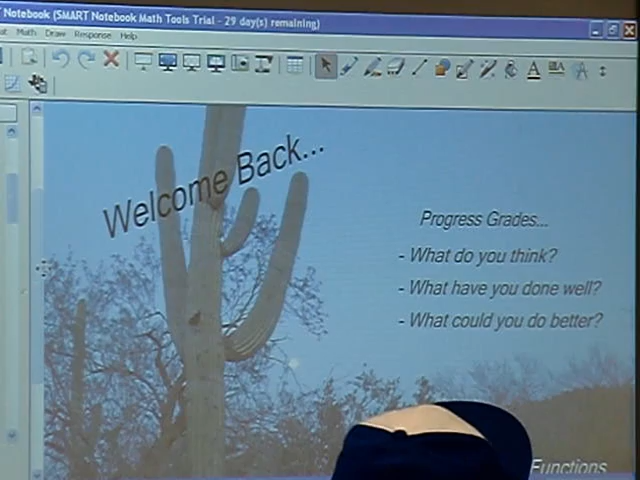 Notebook (SMART Notebook Math Tools Trial - 29 day(s) remaining)
Math Draw Response Help
Welcome Back...
Progress Grades...
- What do you think?
- What have you done well?
- What could you do better?
Functions